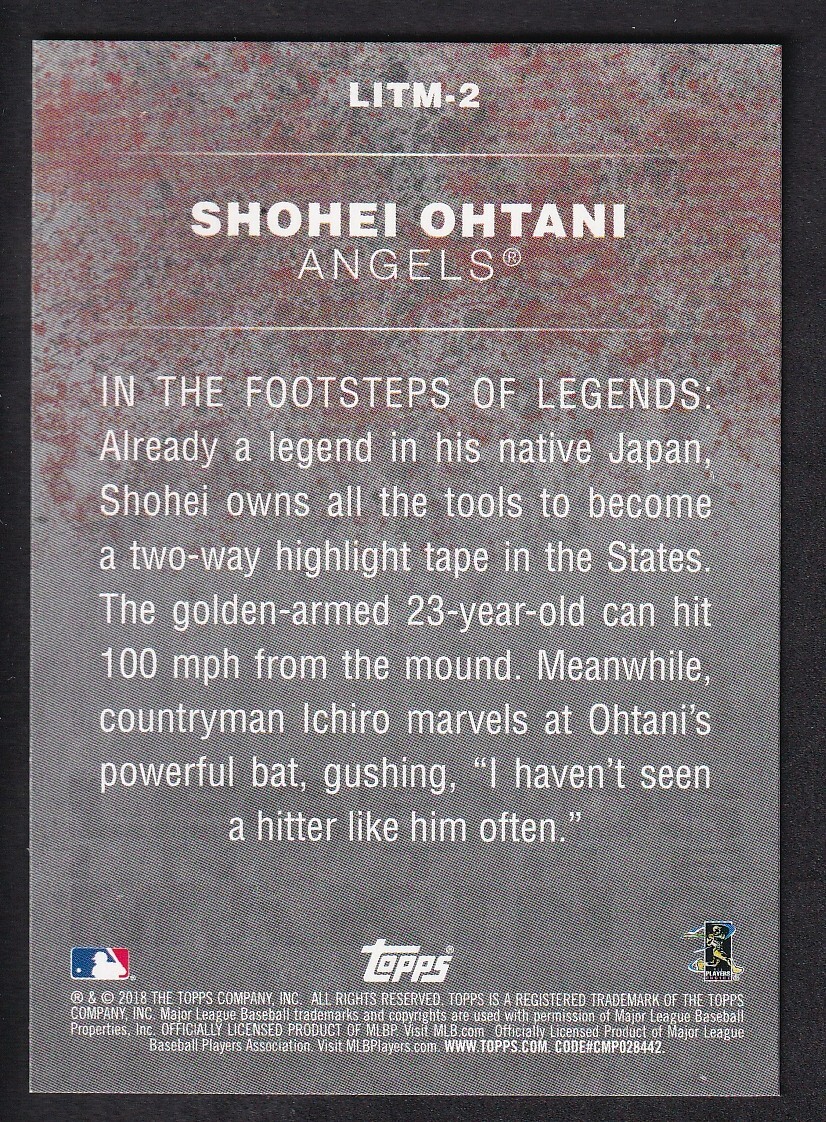 LITM-2
SHOHEI OHTANI
ANGELS®
IN THE FOOTSTEPS OF LEGENDS:
Already a legend in his native Japan,
Shohei owns all the tools to become
a two-way highlight tape in the States.
The golden-armed 23-year-old can hit
100 mph from the mound. Meanwhile,
countryman Ichiro marvels at Ohtani's
powerful bat, gushing, “I haven't seen
a hitter like him often.”
topps®
PLAYERS
® & © 2018 THE TOPPS COMPANY, INC. ALL RIGHTS RESERVED. TOPPS IS A REGISTERED TRADEMARK OF THE TOPPS
COMPANY, INC. Major League Baseball trademarks and copyrights are used with permission of Major League Baseball
Properties, Inc. OFFICIALLY LICENSED PRODUCT OF MLBP. Visit MLB.com Officially Licensed Product of Major League
Baseball Players Association. Visit MLBPlayers.com. WWW.TOPPS.COM. CODE#CMP028442.